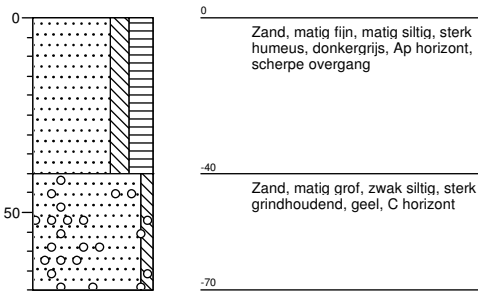 0
0
Zand, matig fijn, matig siltig, sterk
humeus, donkergrijs, Ap horizont,
scherpe overgang
-40
Zand, matig grof, zwak siltig, sterk
grindhoudend, geel, C horizont
50
-70